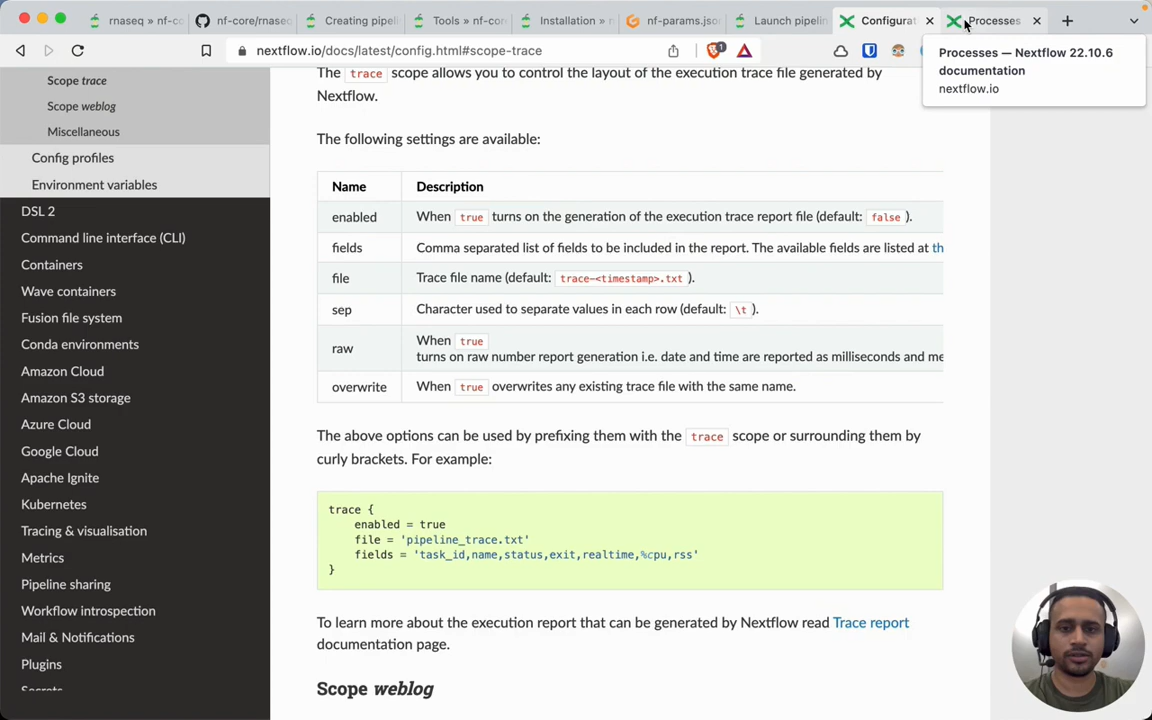 rnaseq » nf-co
nf-core/rnase
Creating pipel
Tools » nf-cor
Installation » n
nf-params.jso
Launch pipelin
Configurat
Processes
nextflow.io/docs/latest/config.html#scope-trace
1
Processes — Nextflow 22.10.6
documentation
nextflow.io
Scope trace
Scope weblog
Miscellaneous
Config profiles
Environment variables
DSL 2
Command line interface (CLI)
Containers
Wave containers
Fusion file system
Conda environments
Amazon Cloud
Amazon S3 storage
Azure Cloud
Google Cloud
Apache Ignite
Kubernetes
Tracing & visualisation
Metrics
Pipeline sharing
Workflow introspection
Mail & Notifications
Plugins
Secrets
The trace scope allows you to control the layout of the execution trace file generated by
Nextflow.
The following settings are available:
Name Description
enabled When true turns on the generation of the execution trace report file (default: false ).
fields Comma separated list of fields to be included in the report. The available fields are listed at th
file Trace file name (default: trace-<timestamp>.txt ).
sep Character used to separate values in each row (default: \t ).
raw When true
turns on raw number report generation i.e. date and time are reported as milliseconds and me
overwrite When true overwrites any existing trace file with the same name.
The above options can be used by prefixing them with the trace scope or surrounding them by
curly brackets. For example:
trace {
enabled = true
file = 'pipeline_trace.txt'
fields = 'task_id,name,status,exit,realtime,%cpu,rss'
}
To learn more about the execution report that can be generated by Nextflow read Trace report
documentation page.
Scope weblog